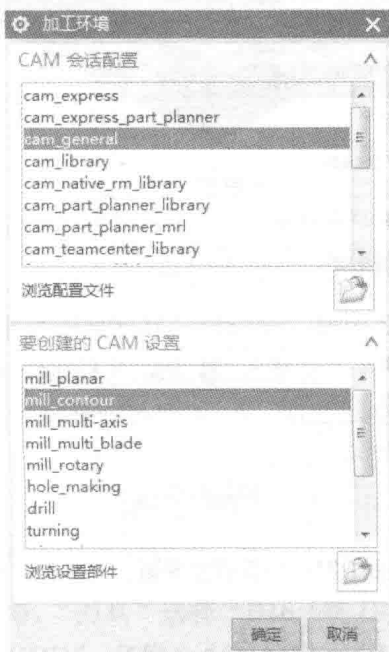 加工环境
CAM 会话配置
cam_express
cam_express_part_planner
cam_general
cam_library
cam_native_rm_library
cam_part_planner_library
cam_part_planner_mrl
cam_teamcenter_library
浏览配置文件
要创建的 CAM 设置
mill_planar
mill_contour
mill_multi-axis
mill_multi_blade
mill_rotary
hole_making
drill
turning
浏览设置部件
确定 取消